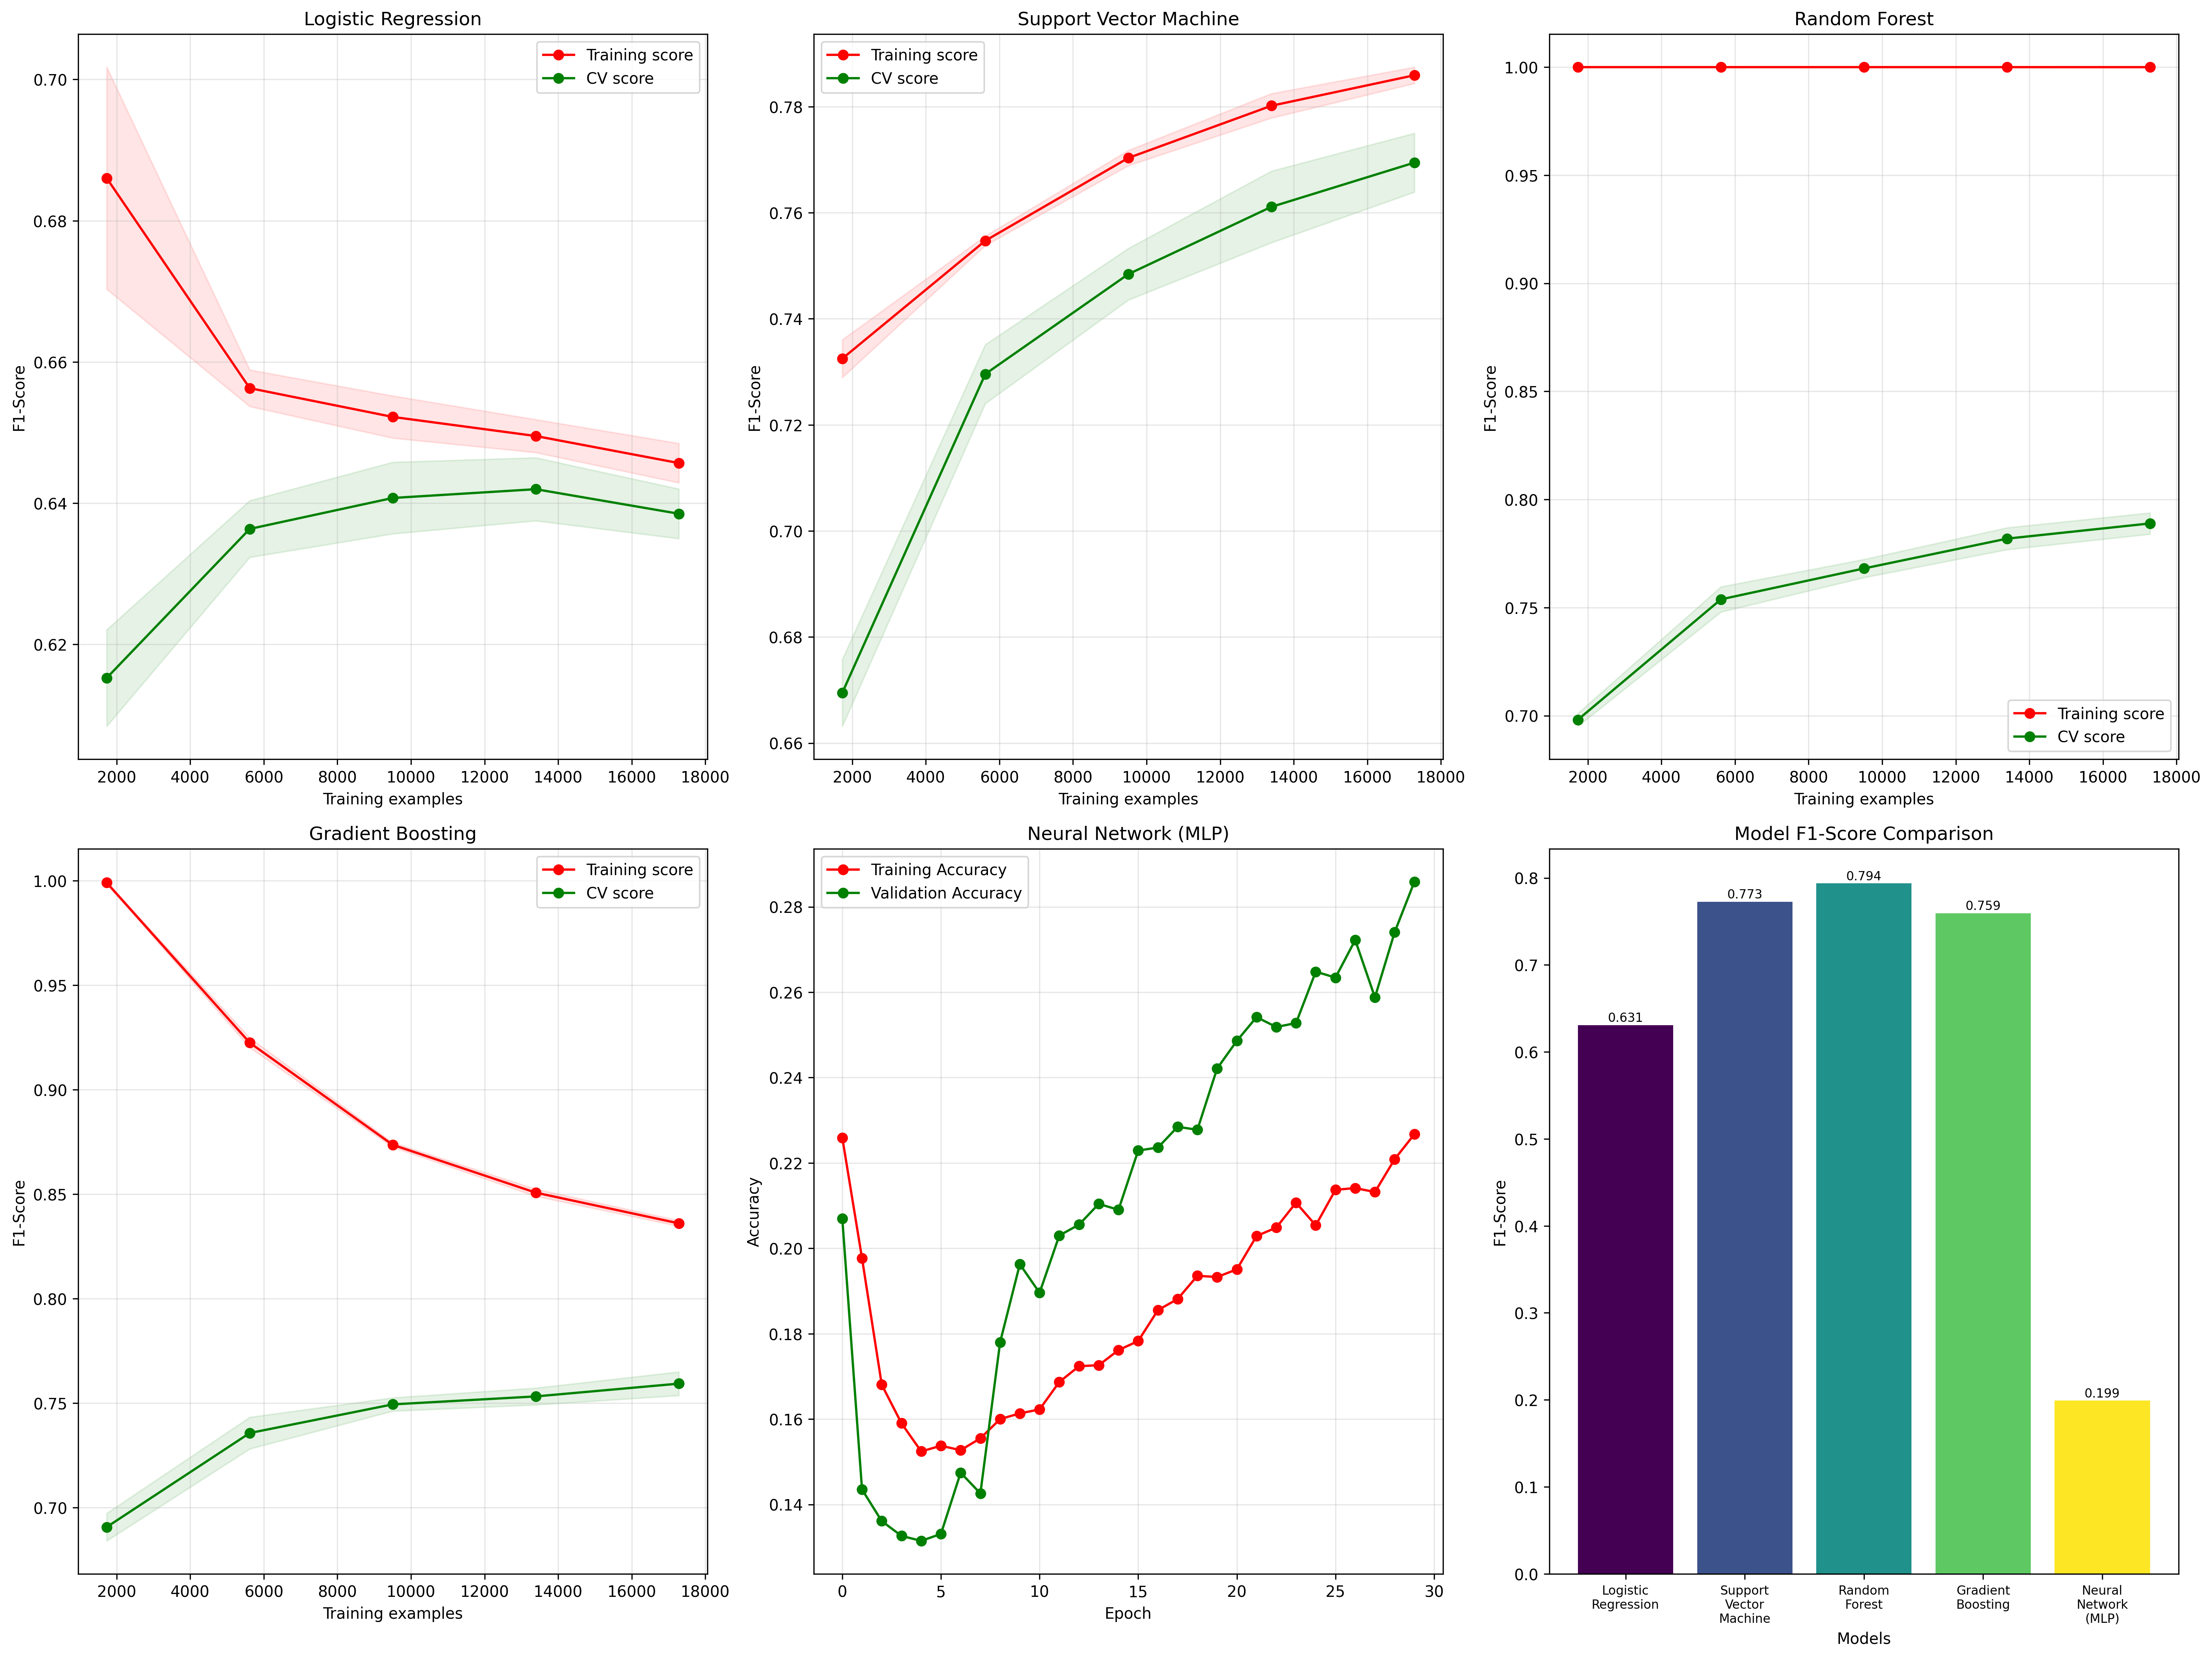 Logistic Regression
Training score
CV score
0.70
0.68
0.66
0.64
0.62
F1-Score
2000 4000 6000 8000 10000 12000 14000 16000 18000
Training examples
Support Vector Machine
Training score
CV score
0.78
0.76
0.74
0.72
0.70
0.68
0.66
F1-Score
2000 4000 6000 8000 10000 12000 14000 16000 18000
Training examples
Random Forest
1.00
0.95
0.90
0.85
0.80
0.75
0.70
F1-Score
Training score
CV score
2000 4000 6000 8000 10000 12000 14000 16000 18000
Training examples
Gradient Boosting
Training score
CV score
1.00
0.95
0.90
0.85
0.80
0.75
0.70
F1-Score
2000 4000 6000 8000 10000 12000 14000 16000 18000
Training examples
Neural Network (MLP)
Training Accuracy
Validation Accuracy
0.28
0.26
0.24
0.22
0.20
0.18
0.16
0.14
Accuracy
0 5 10 15 20 25 30
Epoch
Model F1-Score Comparison
0.8
0.7
0.6
0.5
0.4
0.3
0.2
0.1
0.0
F1-Score
0.631
0.773
0.794
0.759
0.199
Logistic
Regression
Support
Vector
Machine
Random
Forest
Gradient
Boosting
Neural
Network
(MLP)
Models